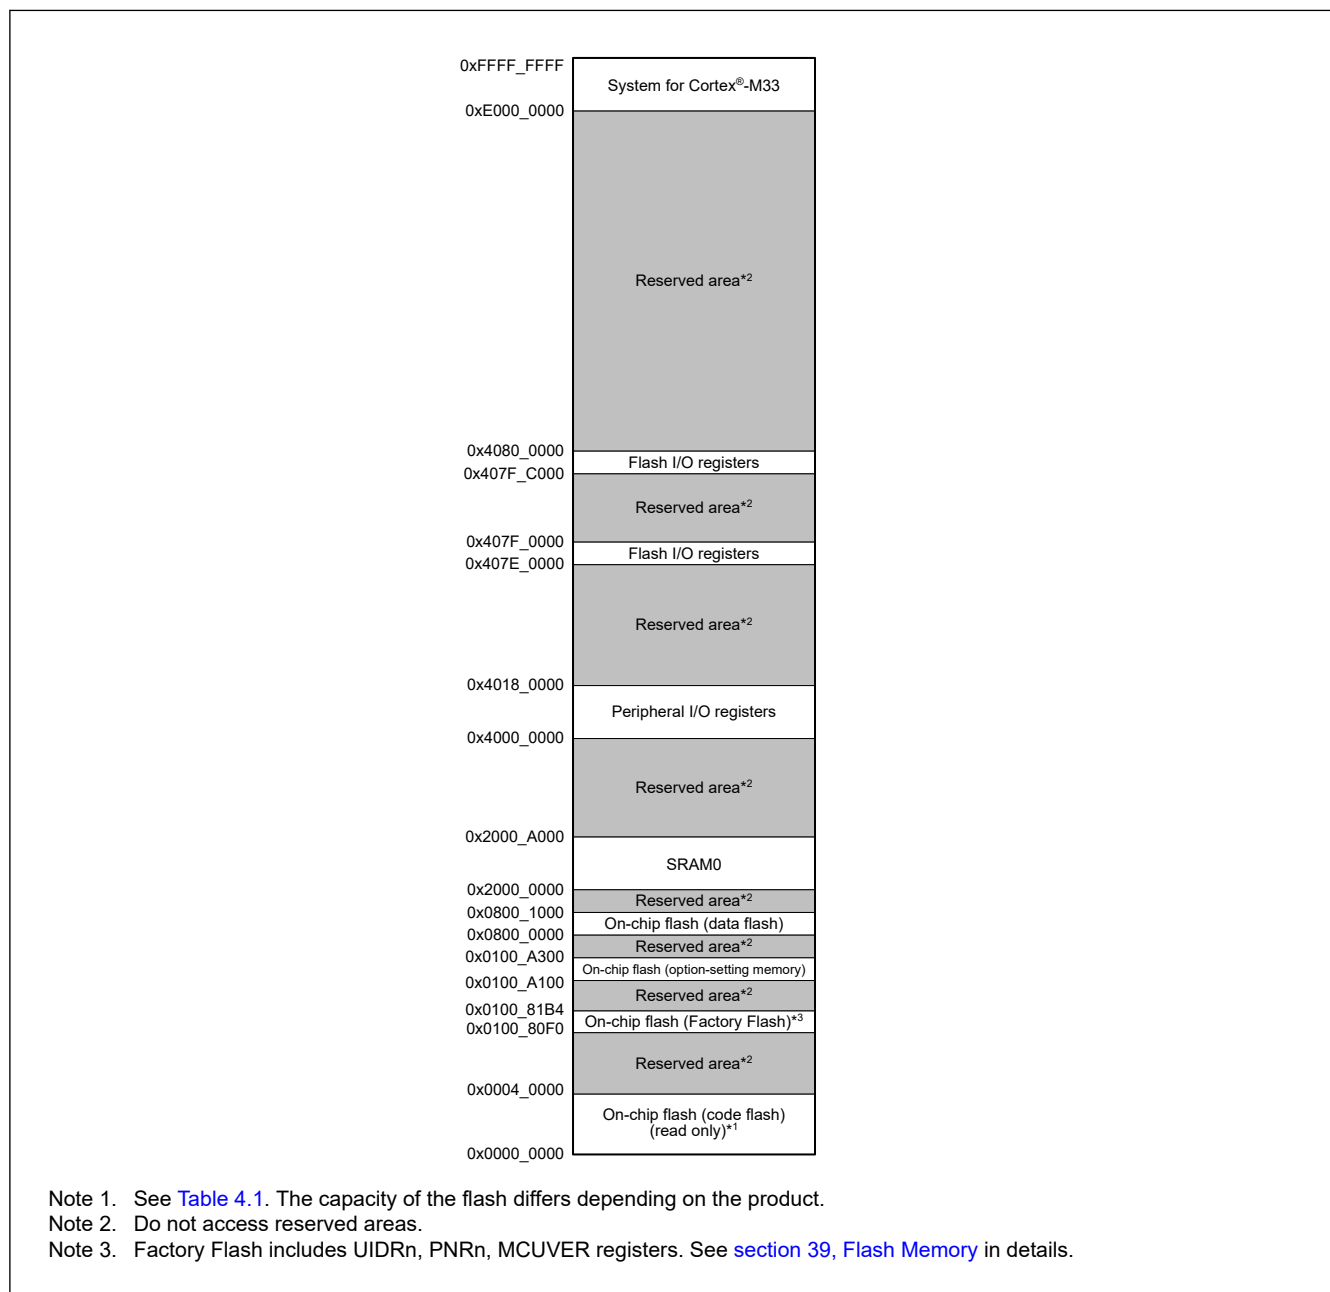 0xFFFF_FFFF
System for Cortex®-M33
0xE000_0000
Reserved area*2
0x4080_0000
Flash I/O registers
0x407F_C000
Reserved area*2
0x407F_0000
Flash I/O registers
0x407E_0000
Reserved area*2
0x4018_0000
Peripheral I/O registers
0x4000_0000
Reserved area*2
0x2000_A000
SRAM0
0x2000_0000
Reserved area*2
0x0800_1000
On-chip flash (data flash)
0x0800_0000
Reserved area*2
0x0100_A300
On-chip flash (option-setting memory)
0x0100_A100
Reserved area*2
0x0100_81B4
On-chip flash (Factory Flash)*3
0x0100_80F0
Reserved area*2
0x0004_0000
On-chip flash (code flash)
(read only)*1
0x0000_0000
Note 1. See Table 4.1. The capacity of the flash differs depending on the product.
Note 2. Do not access reserved areas.
Note 3. Factory Flash includes UIDRn, PNRn, MCUVER registers. See section 39, Flash Memory in details.